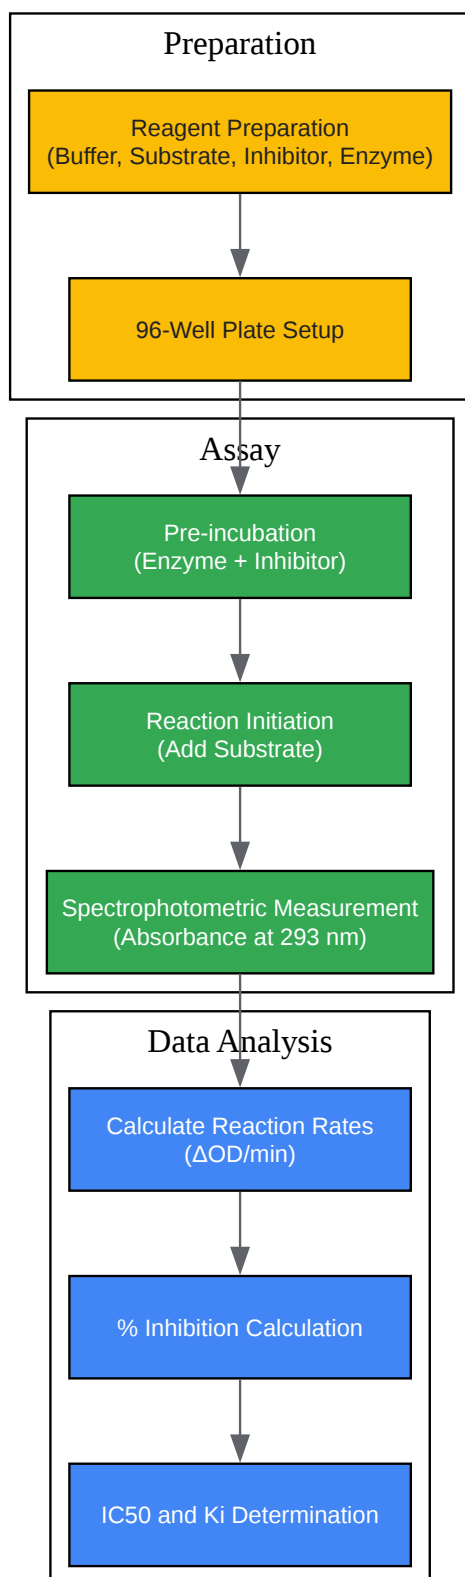 Preparation
Reagent Preparation
(Buffer, Substrate, Inhibitor, Enzyme)
96-Well Plate Setup
Assay
Pre-incubation
(Enzyme + Inhibitor)
Reaction Initiation
(Add Substrate)
Spectrophotometric Measurement
(Absorbance at 293 nm)
Data Analysis
Calculate Reaction Rates
(ΔOD/min)
% Inhibition Calculation
IC50 and Ki Determination